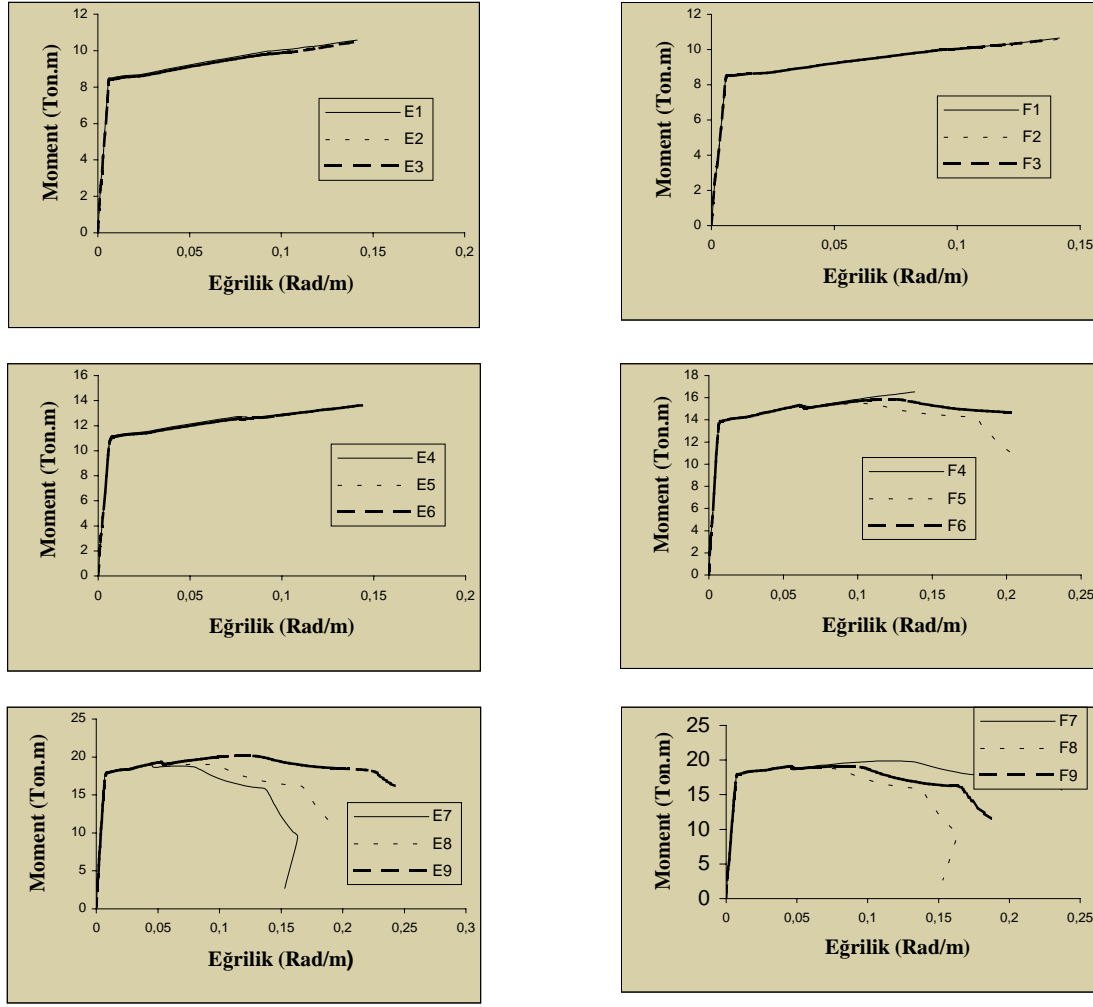 Moment (Ton.m)
12
10
8
6
4
2
0
0 0,05 0,1 0,15 0,2
Eğrilik (Rad/m)
E1
E2
E3
Moment (Ton.m)
12
10
8
6
4
2
0
0 0,05 0,1 0,15
Eğrilik (Rad/m)
F1
F2
F3
Moment (Ton.m)
16
14
12
10
8
6
4
2
0
0 0,05 0,1 0,15 0,2
Eğrilik (Rad/m)
E4
E5
E6
Moment (Ton.m)
18
16
14
12
10
8
6
4
2
0
0 0,05 0,1 0,15 0,2 0,25
Eğrilik (Rad/m)
F4
F5
F6
Moment (Ton.m)
25
20
15
10
5
0
0 0,05 0,1 0,15 0,2 0,25 0,3
Eğrilik (Rad/m)
E7
E8
E9
Moment (Ton.m)
25
20
15
10
5
0
0 0,05 0,1 0,15 0,2 0,25
Eğrilik (Rad/m)
F7
F8
F9